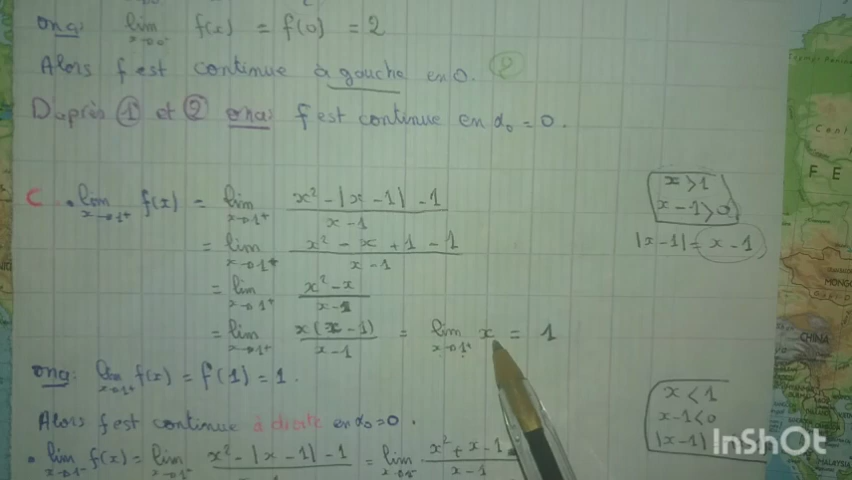 on a: lim x→0⁻ f(x) = f(0) = 2
Alors f est continue à gauche en 0. ②
D'après ① et ② on a: f est continue en x₀ = 0.
C • lim x→1⁺ f(x) = lim x→1⁺ (x² - |x - 1| - 1)/(x - 1)
= lim x→1⁺ (x² - x + 1 - 1)/(x - 1)
= lim x→1⁺ (x² - x)/(x - 1)
= lim x→1⁺ x(x - 1)/(x - 1) = lim x→1⁺ x = 1
x > 1
x - 1 > 0
|x - 1| = x - 1
on a: lim x→1⁺ f(x) = f(1) = 1.
Alors f est continue à droite en x₀ = 0.
• lim x→1⁻ f(x) = lim x→1⁻ (x² - |x - 1| - 1)/ = lim x→1⁻ (x² + x - 1)/(x - 1)
x < 1
x - 1 < 0
|x - 1|
InShOt
CHINA
MONGO
MALAYSIA